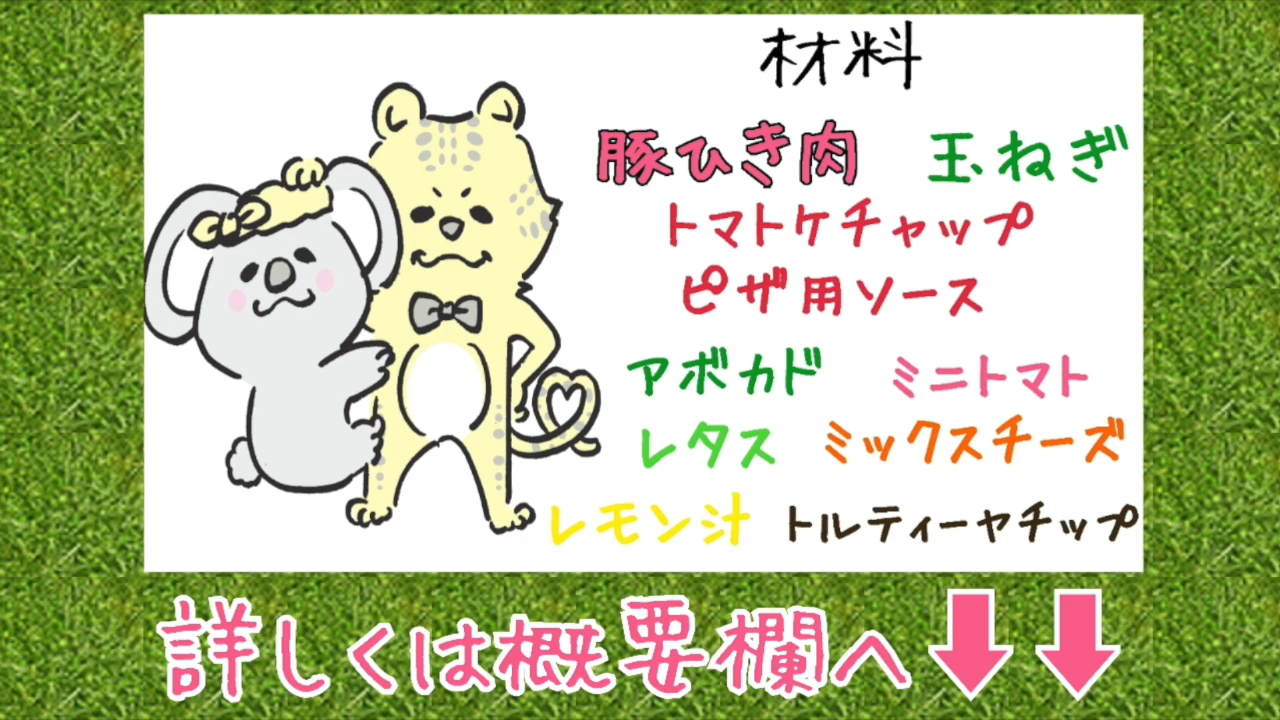 材料
豚ひき肉 玉ねぎ
トマトケチャップ
ピザ用ソース
アボカド ミニトマト
レタス ミックスチーズ
レモン汁 トルティーヤチップ
詳しくは概要欄へ